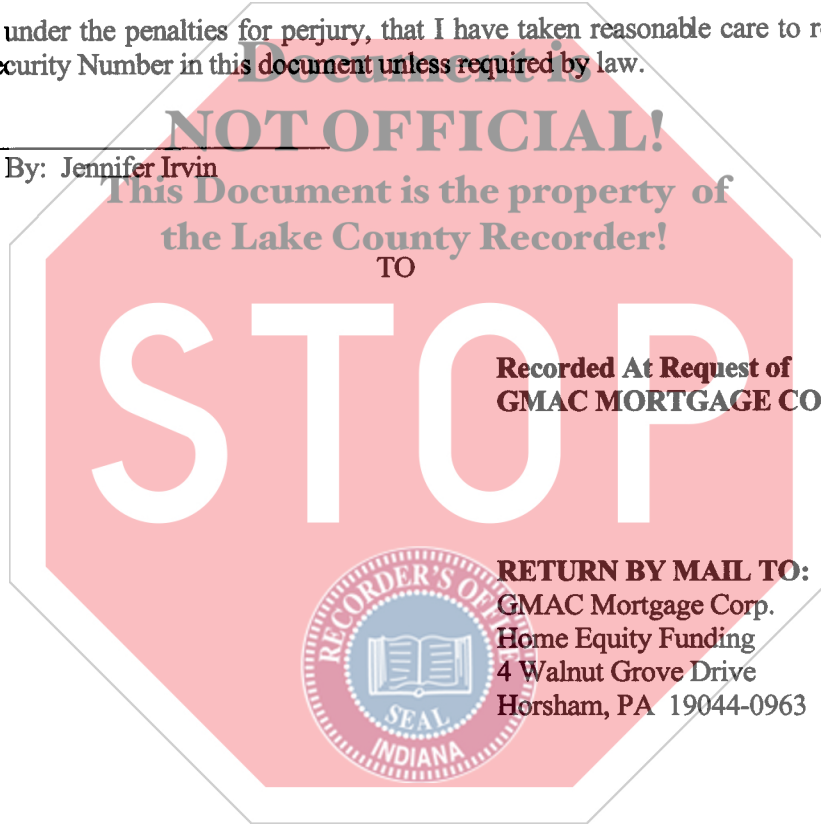 under the penalties for perjury, that I have taken reasonable care to
Security Number in this document unless required by law.
Document is
NOT OFFICIAL!
By: Jennifer Irvin
This Document is the property of
the Lake County Recorder!
TO
STOP
Recorded At Request of
GMAC MORTGAGE CO
RECORDER'S OFFICE
SEAL
INDIANA
RETURN BY MAIL TO:
GMAC Mortgage Corp.
Home Equity Funding
4 Walnut Grove Drive
Horsham, PA 19044-0963